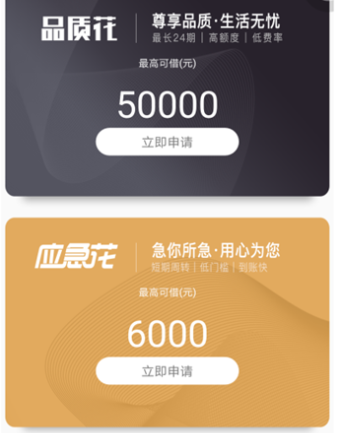 品质花
尊享品质·生活无忧
最长24期｜高额度｜低费率
最高可借(元)
50000
立即申请
应急花
急你所急·用心为您
短期周转｜低门槛｜到账快
最高可借(元)
6000
立即申请